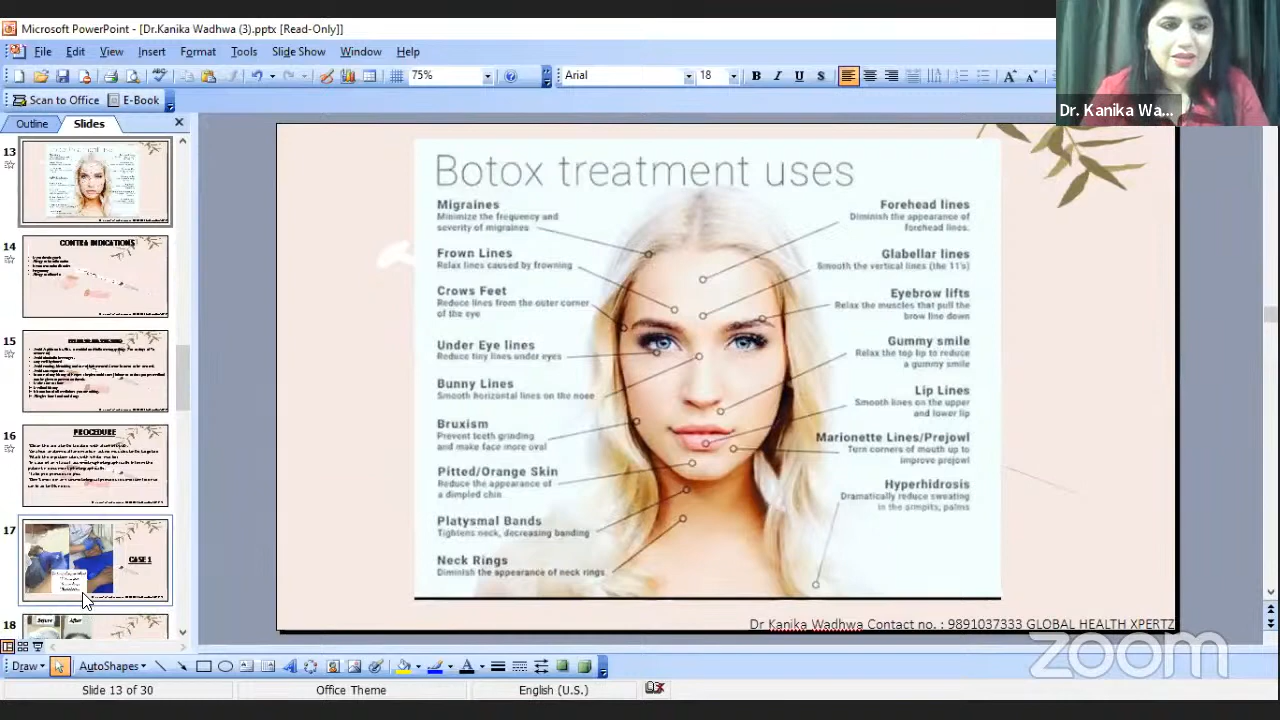 Microsoft PowerPoint - [Dr.Kanika Wadhwa (3).pptx [Read-Only]]
File Edit View Insert Format Tools Slide Show Window Help
75% Arial 18 B I U S
Scan to Office E-Book
Outline Slides
Dr. Kanika Wa...
13
14
CONTRA INDICATIONS
15
16
PROCEDURE
17
CASE 1
18
Before After
Botox treatment uses
Migraines
Minimize the frequency and
severity of migraines
Frown Lines
Relax lines caused by frowning
Crows Feet
Reduce lines from the outer corner
of the eye
Under Eye lines
Reduce tiny lines under eyes
Bunny Lines
Smooth horizontal lines on the nose
Bruxism
Prevent teeth grinding
and make face more oval
Pitted/Orange Skin
Reduce the appearance of
a dimpled chin
Platysmal Bands
Tightens neck, decreasing banding
Neck Rings
Diminish the appearance of neck rings
Forehead lines
Diminish the appearance of
forehead lines.
Glabellar lines
Smooth the vertical lines (the 11's)
Eyebrow lifts
Relax the muscles that pull the
brow line down
Gummy smile
Relax the top lip to reduce
a gummy smile
Lip Lines
Smooth lines on the upper
and lower lip
Marionette Lines/Prejowl
Turn corners of mouth up to
improve prejowl
Hyperhidrosis
Dramatically reduce sweating
in the armpits, palms
Dr Kanika Wadhwa Contact no. : 9891037333 GLOBAL HEALTH XPERTZ
zoom
Draw AutoShapes
Slide 13 of 30 Office Theme English (U.S.)